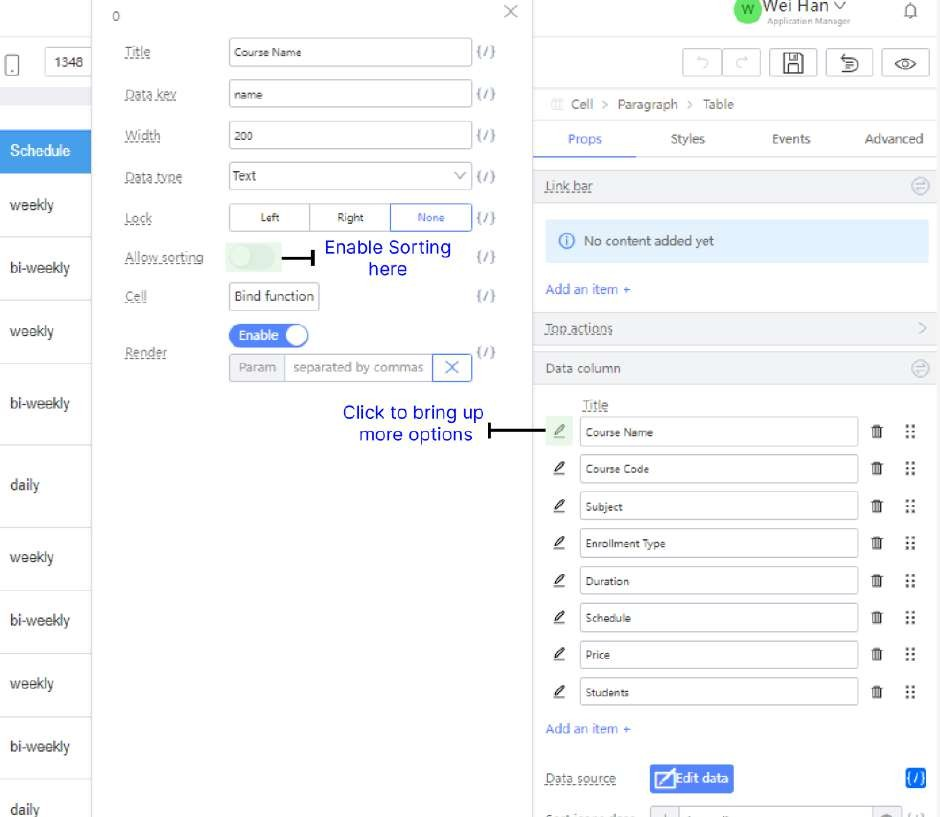 0
Wei Han
W
Application Manager
1348
Title
Course Name
{/}
Data key
name
{/}
Width
200
{/}
Data type
Text
{/}
Lock
Left
Right
None
{/}
Allow sorting
{/}
Enable Sorting
here
Cell
Bind function
{/}
Enable
Render
{/}
Param
separated by commas
Click to bring up
more options
Schedule
weekly
bi-weekly
weekly
bi-weekly
daily
weekly
bi-weekly
weekly
bi-weekly
daily
Cell > Paragraph > Table
Props
Styles
Events
Advanced
Link bar
No content added yet
Add an item +
Top actions
Data column
Title
Course Name
Course Code
Subject
Enrollment Type
Duration
Schedule
Price
Students
Add an item +
Data source
Edit data
{/}